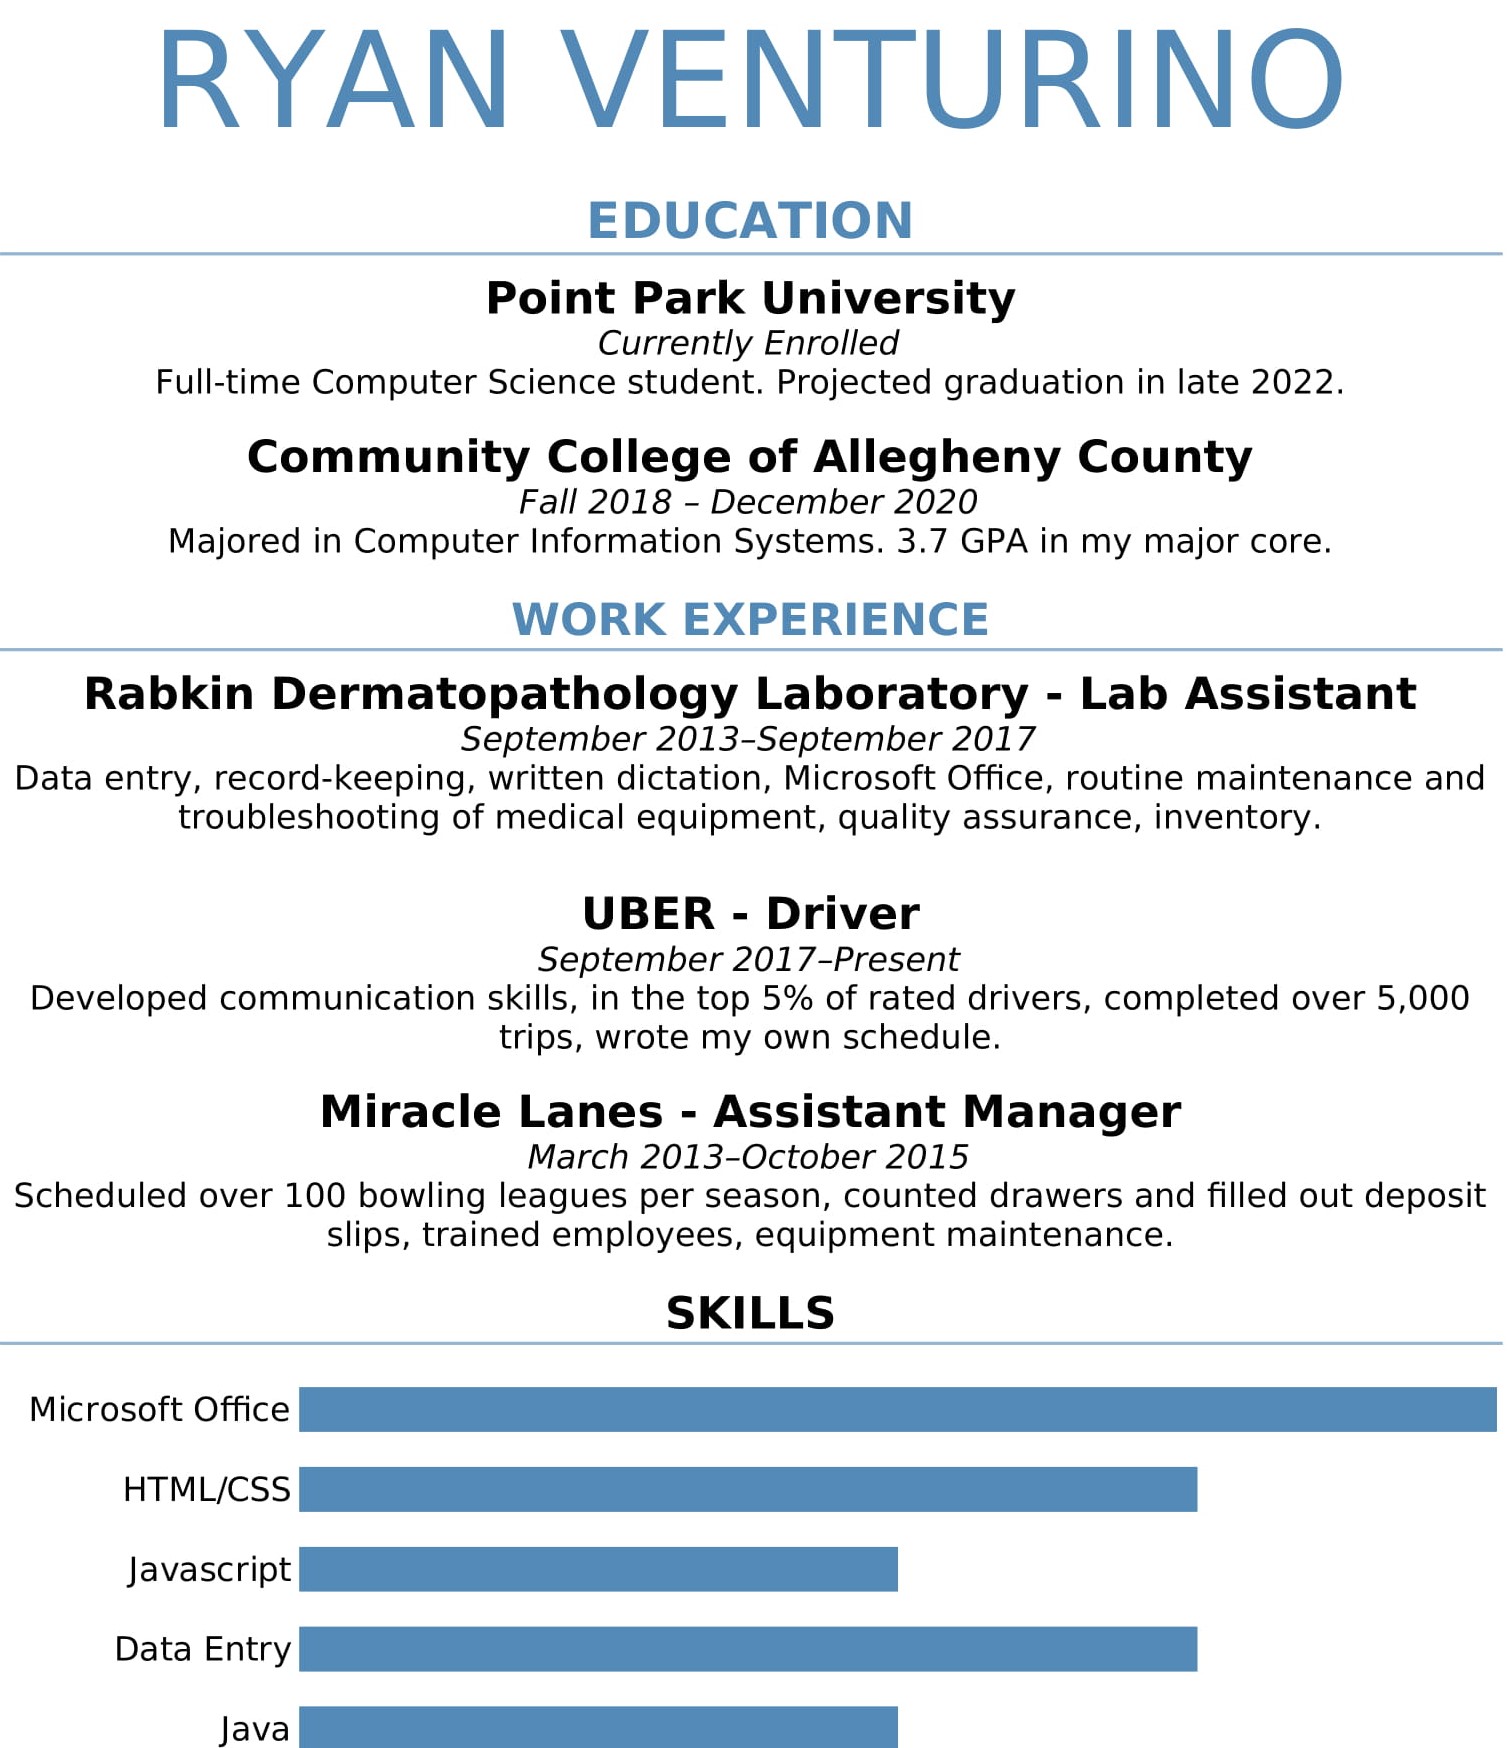 RYAN VENTURINO
EDUCATION
Point Park University
Currently Enrolled
Full-time Computer Science student. Projected graduation in late 2022.
Community College of Allegheny County
Fall 2018 – December 2020
Majored in Computer Information Systems. 3.7 GPA in my major core.
WORK EXPERIENCE
Rabkin Dermatopathology Laboratory - Lab Assistant
September 2013–September 2017
Data entry, record-keeping, written dictation, Microsoft Office, routine maintenance and
troubleshooting of medical equipment, quality assurance, inventory.
UBER - Driver
September 2017–Present
Developed communication skills, in the top 5% of rated drivers, completed over 5,000
trips, wrote my own schedule.
Miracle Lanes - Assistant Manager
March 2013–October 2015
Scheduled over 100 bowling leagues per season, counted drawers and filled out deposit
slips, trained employees, equipment maintenance.
SKILLS
Microsoft Office
HTML/CSS
Javascript
Data Entry
Java